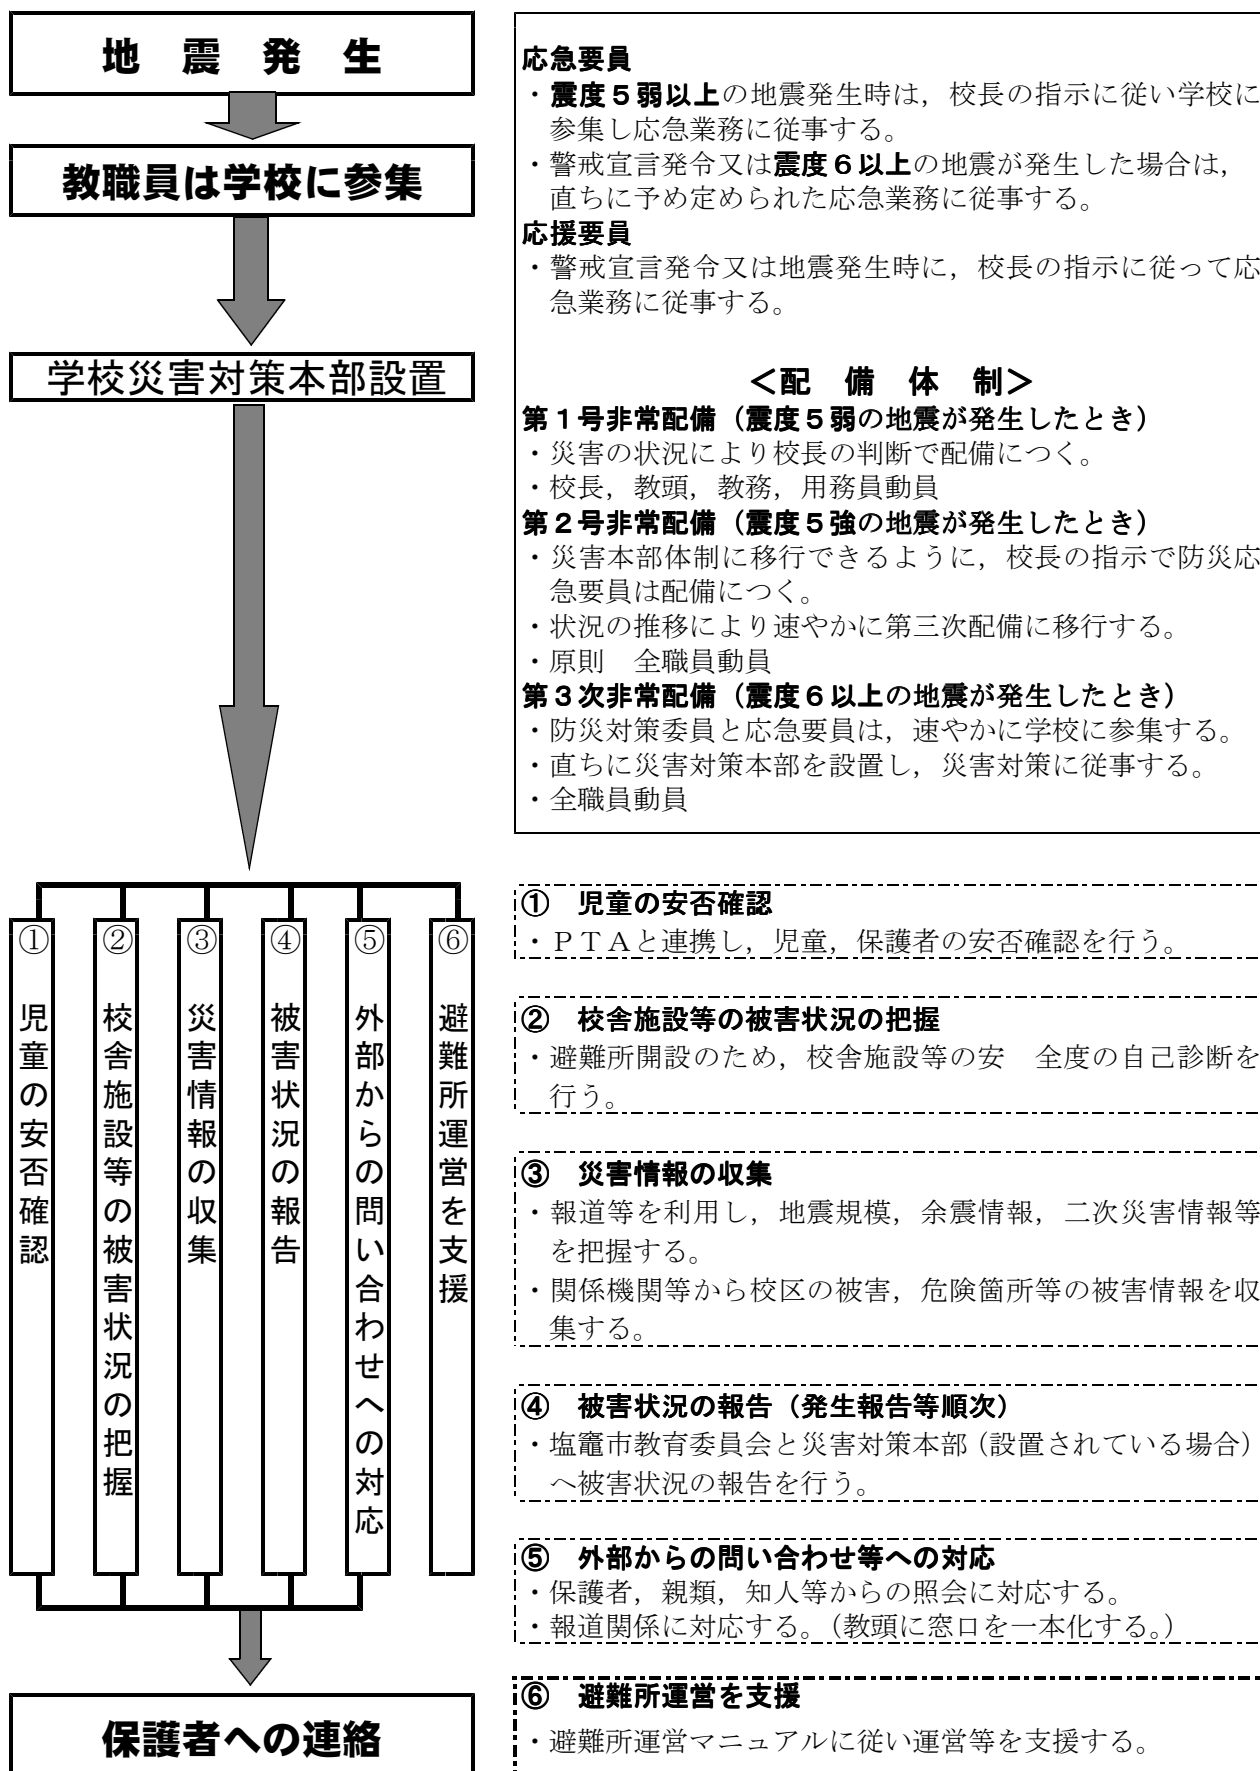 地　震　発　生
教職員は学校に参集
学校災害対策本部設置
応急要員
・震度５弱以上の地震発生時は，校長の指示に従い学校に
参集し応急業務に従事する。
・警戒宣言発令又は震度６以上の地震が発生した場合は，
直ちに予め定められた応急業務に従事する。
応援要員
・警戒宣言発令又は地震発生時に，校長の指示に従って応
急業務に従事する。
＜配　備　体　制＞
第１号非常配備（震度５弱の地震が発生したとき）
・災害の状況により校長の判断で配備につく。
・校長，教頭，教務，用務員動員
第２号非常配備（震度５強の地震が発生したとき）
・災害本部体制に移行できるように，校長の指示で防災応
急要員は配備につく。
・状況の推移により速やかに第三次配備に移行する。
・原則　全職員動員
第３次非常配備（震度６以上の地震が発生したとき）
・防災対策委員と応急要員は，速やかに学校に参集する。
・直ちに災害対策本部を設置し，災害対策に従事する。
・全職員動員
①　児童の安否確認
②　校舎施設等の被害状況の把握
③　災害情報の収集
④　被害状況の報告
⑤　外部からの問い合わせへの対応
⑥　避難所運営を支援
保護者への連絡
①　児童の安否確認
・ＰＴＡと連携し，児童，保護者の安否確認を行う。
②　校舎施設等の被害状況の把握
・避難所開設のため，校舎施設等の安　全度の自己診断を
行う。
③　災害情報の収集
・報道等を利用し，地震規模，余震情報，二次災害情報等
を把握する。
・関係機関等から校区の被害，危険箇所等の被害情報を収
集する。
④　被害状況の報告（発生報告等順次）
・塩竈市教育委員会と災害対策本部（設置されている場合）
へ被害状況の報告を行う。
⑤　外部からの問い合わせ等への対応
・保護者，親類，知人等からの照会に対応する。
・報道関係に対応する。（教頭に窓口を一本化する。）
⑥　避難所運営を支援
・避難所運営マニュアルに従い運営等を支援する。